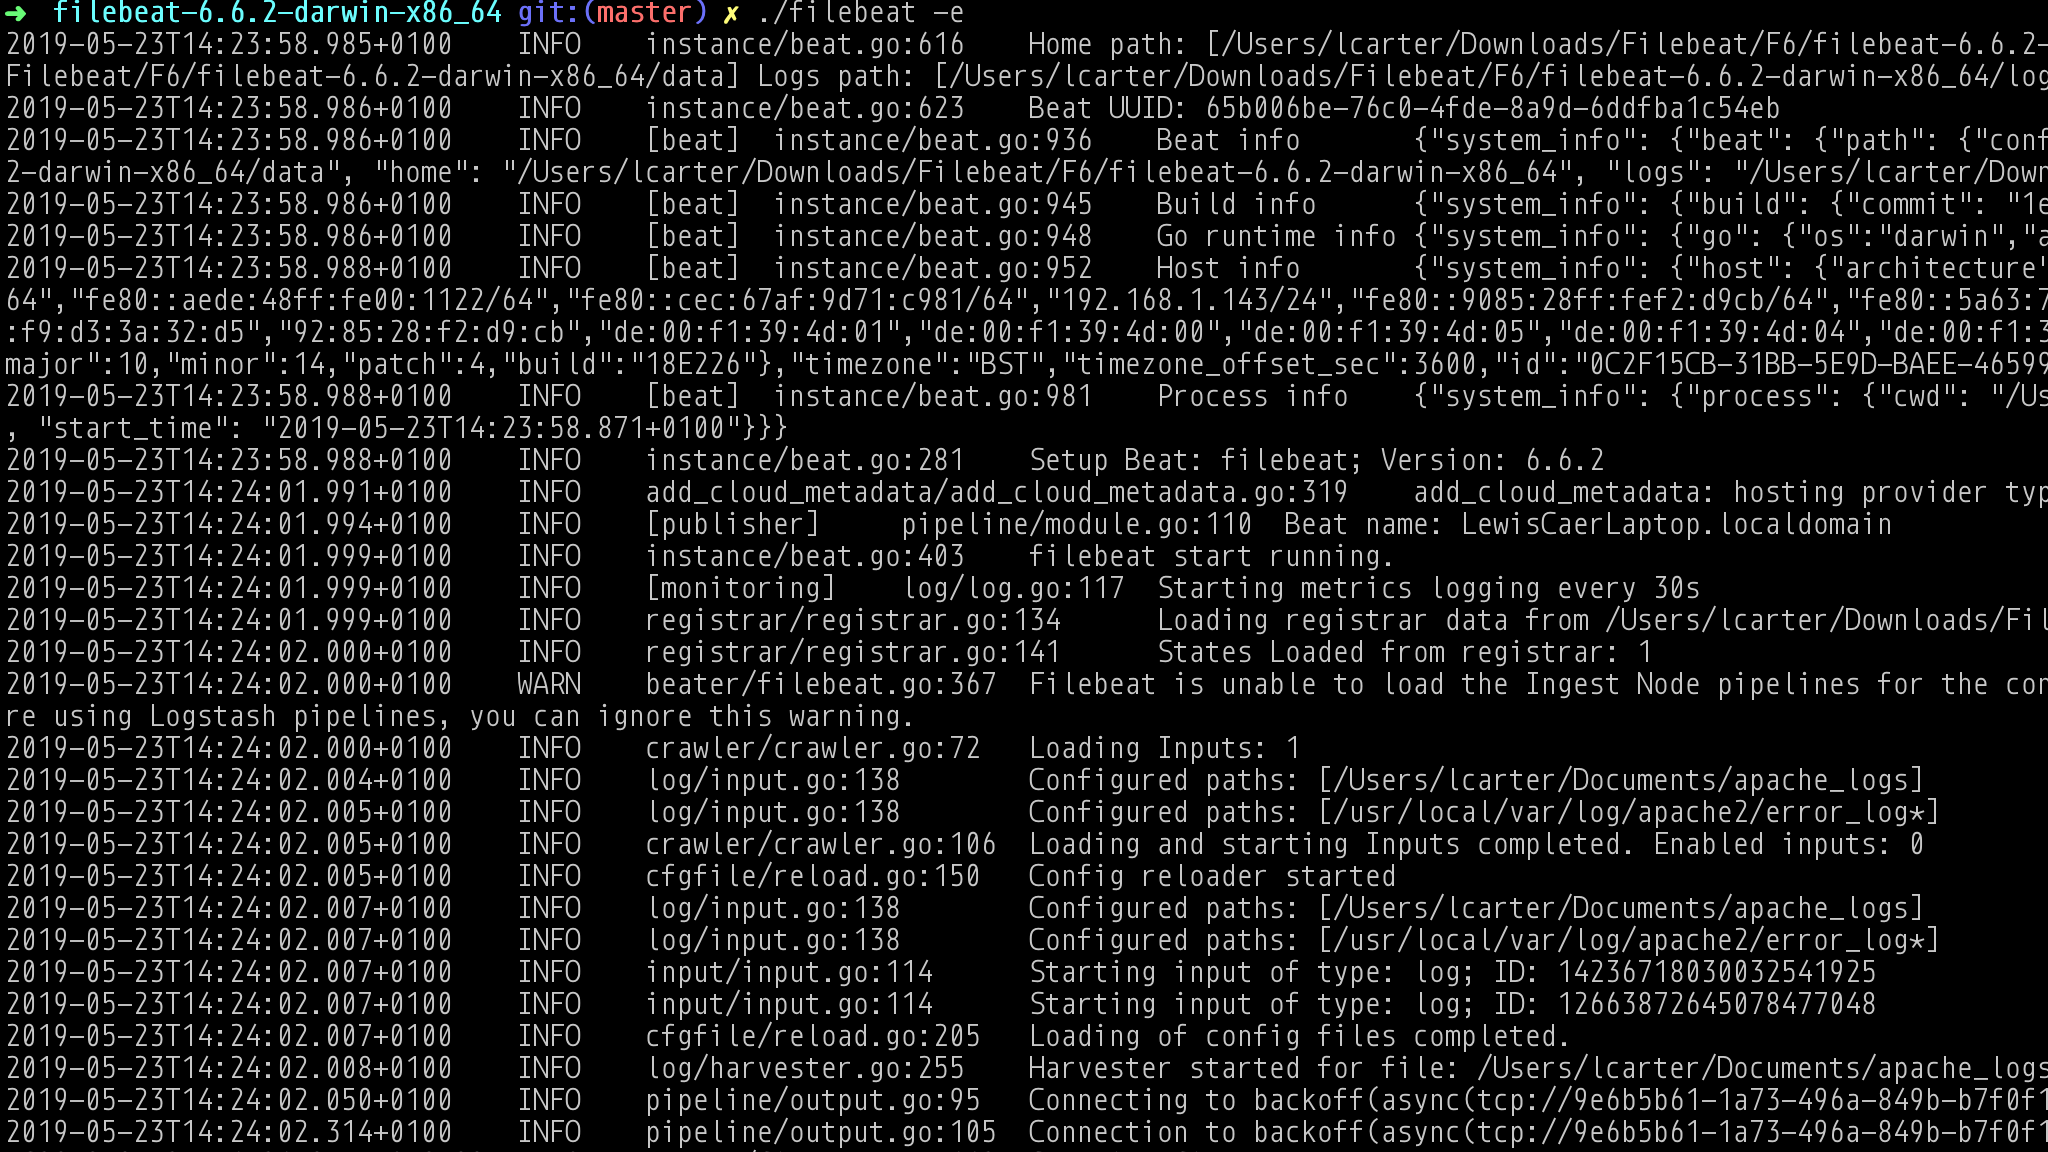 ➜  filebeat-6.6.2-darwin-x86_64 git:(master) ✗ ./filebeat -e
2019-05-23T14:23:58.985+0100    INFO    instance/beat.go:616    Home path: [/Users/lcarter/Downloads/Filebeat/F6/filebeat-6.6.2-
Filebeat/F6/filebeat-6.6.2-darwin-x86_64/data] Logs path: [/Users/lcarter/Downloads/Filebeat/F6/filebeat-6.6.2-darwin-x86_64/log
2019-05-23T14:23:58.986+0100    INFO    instance/beat.go:623    Beat UUID: 65b006be-76c0-4fde-8a9d-6ddfba1c54eb
2019-05-23T14:23:58.986+0100    INFO    [beat]  instance/beat.go:936    Beat info       {"system_info": {"beat": {"path": {"conf
2-darwin-x86_64/data", "home": "/Users/lcarter/Downloads/Filebeat/F6/filebeat-6.6.2-darwin-x86_64", "logs": "/Users/lcarter/Down
2019-05-23T14:23:58.986+0100    INFO    [beat]  instance/beat.go:945    Build info      {"system_info": {"build": {"commit": "1e
2019-05-23T14:23:58.986+0100    INFO    [beat]  instance/beat.go:948    Go runtime info {"system_info": {"go": {"os":"darwin","a
2019-05-23T14:23:58.988+0100    INFO    [beat]  instance/beat.go:952    Host info       {"system_info": {"host": {"architecture"
64","fe80::aede:48ff:fe00:1122/64","fe80::cec:67af:9d71:c981/64","192.168.1.143/24","fe80::9085:28ff:fef2:d9cb/64","fe80::5a63:7
:f9:d3:3a:32:d5","92:85:28:f2:d9:cb","de:00:f1:39:4d:01","de:00:f1:39:4d:00","de:00:f1:39:4d:05","de:00:f1:39:4d:04","de:00:f1:3
major":10,"minor":14,"patch":4,"build":"18E226"},"timezone":"BST","timezone_offset_sec":3600,"id":"0C2F15CB-31BB-5E9D-BAEE-46599
2019-05-23T14:23:58.988+0100    INFO    [beat]  instance/beat.go:981    Process info    {"system_info": {"process": {"cwd": "/Us
, "start_time": "2019-05-23T14:23:58.871+0100"}}}
2019-05-23T14:23:58.988+0100    INFO    instance/beat.go:281    Setup Beat: filebeat; Version: 6.6.2
2019-05-23T14:24:01.991+0100    INFO    add_cloud_metadata/add_cloud_metadata.go:319    add_cloud_metadata: hosting provider typ
2019-05-23T14:24:01.994+0100    INFO    [publisher]     pipeline/module.go:110  Beat name: LewisCaerLaptop.localdomain
2019-05-23T14:24:01.999+0100    INFO    instance/beat.go:403    filebeat start running.
2019-05-23T14:24:01.999+0100    INFO    [monitoring]    log/log.go:117  Starting metrics logging every 30s
2019-05-23T14:24:01.999+0100    INFO    registrar/registrar.go:134      Loading registrar data from /Users/lcarter/Downloads/Fil
2019-05-23T14:24:02.000+0100    INFO    registrar/registrar.go:141      States Loaded from registrar: 1
2019-05-23T14:24:02.000+0100    WARN    beater/filebeat.go:367  Filebeat is unable to load the Ingest Node pipelines for the con
re using Logstash pipelines, you can ignore this warning.
2019-05-23T14:24:02.000+0100    INFO    crawler/crawler.go:72   Loading Inputs: 1
2019-05-23T14:24:02.004+0100    INFO    log/input.go:138        Configured paths: [/Users/lcarter/Documents/apache_logs]
2019-05-23T14:24:02.005+0100    INFO    log/input.go:138        Configured paths: [/usr/local/var/log/apache2/error_log*]
2019-05-23T14:24:02.005+0100    INFO    crawler/crawler.go:106  Loading and starting Inputs completed. Enabled inputs: 0
2019-05-23T14:24:02.005+0100    INFO    cfgfile/reload.go:150   Config reloader started
2019-05-23T14:24:02.007+0100    INFO    log/input.go:138        Configured paths: [/Users/lcarter/Documents/apache_logs]
2019-05-23T14:24:02.007+0100    INFO    log/input.go:138        Configured paths: [/usr/local/var/log/apache2/error_log*]
2019-05-23T14:24:02.007+0100    INFO    input/input.go:114      Starting input of type: log; ID: 14236718030032541925
2019-05-23T14:24:02.007+0100    INFO    input/input.go:114      Starting input of type: log; ID: 12663872645078477048
2019-05-23T14:24:02.007+0100    INFO    cfgfile/reload.go:205   Loading of config files completed.
2019-05-23T14:24:02.008+0100    INFO    log/harvester.go:255    Harvester started for file: /Users/lcarter/Documents/apache_logs
2019-05-23T14:24:02.050+0100    INFO    pipeline/output.go:95   Connecting to backoff(async(tcp://9e6b5b61-1a73-496a-849b-b7f0f1
2019-05-23T14:24:02.314+0100    INFO    pipeline/output.go:105  Connection to backoff(async(tcp://9e6b5b61-1a73-496a-849b-b7f0f1